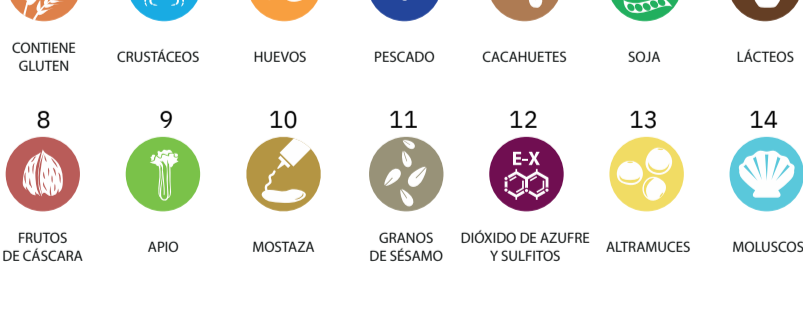 CONTIENE
GLUTEN
CRUSTÁCEOS
HUEVOS
PESCADO
CACAHUETES
SOJA
LÁCTEOS
8
9
10
11
12
13
14
E-X
FRUTOS
DE CÁSCARA
APIO
MOSTAZA
GRANOS
DE SÉSAMO
DIÓXIDO DE AZUFRE
Y SULFITOS
ALTRAMUCES
MOLUSCOS